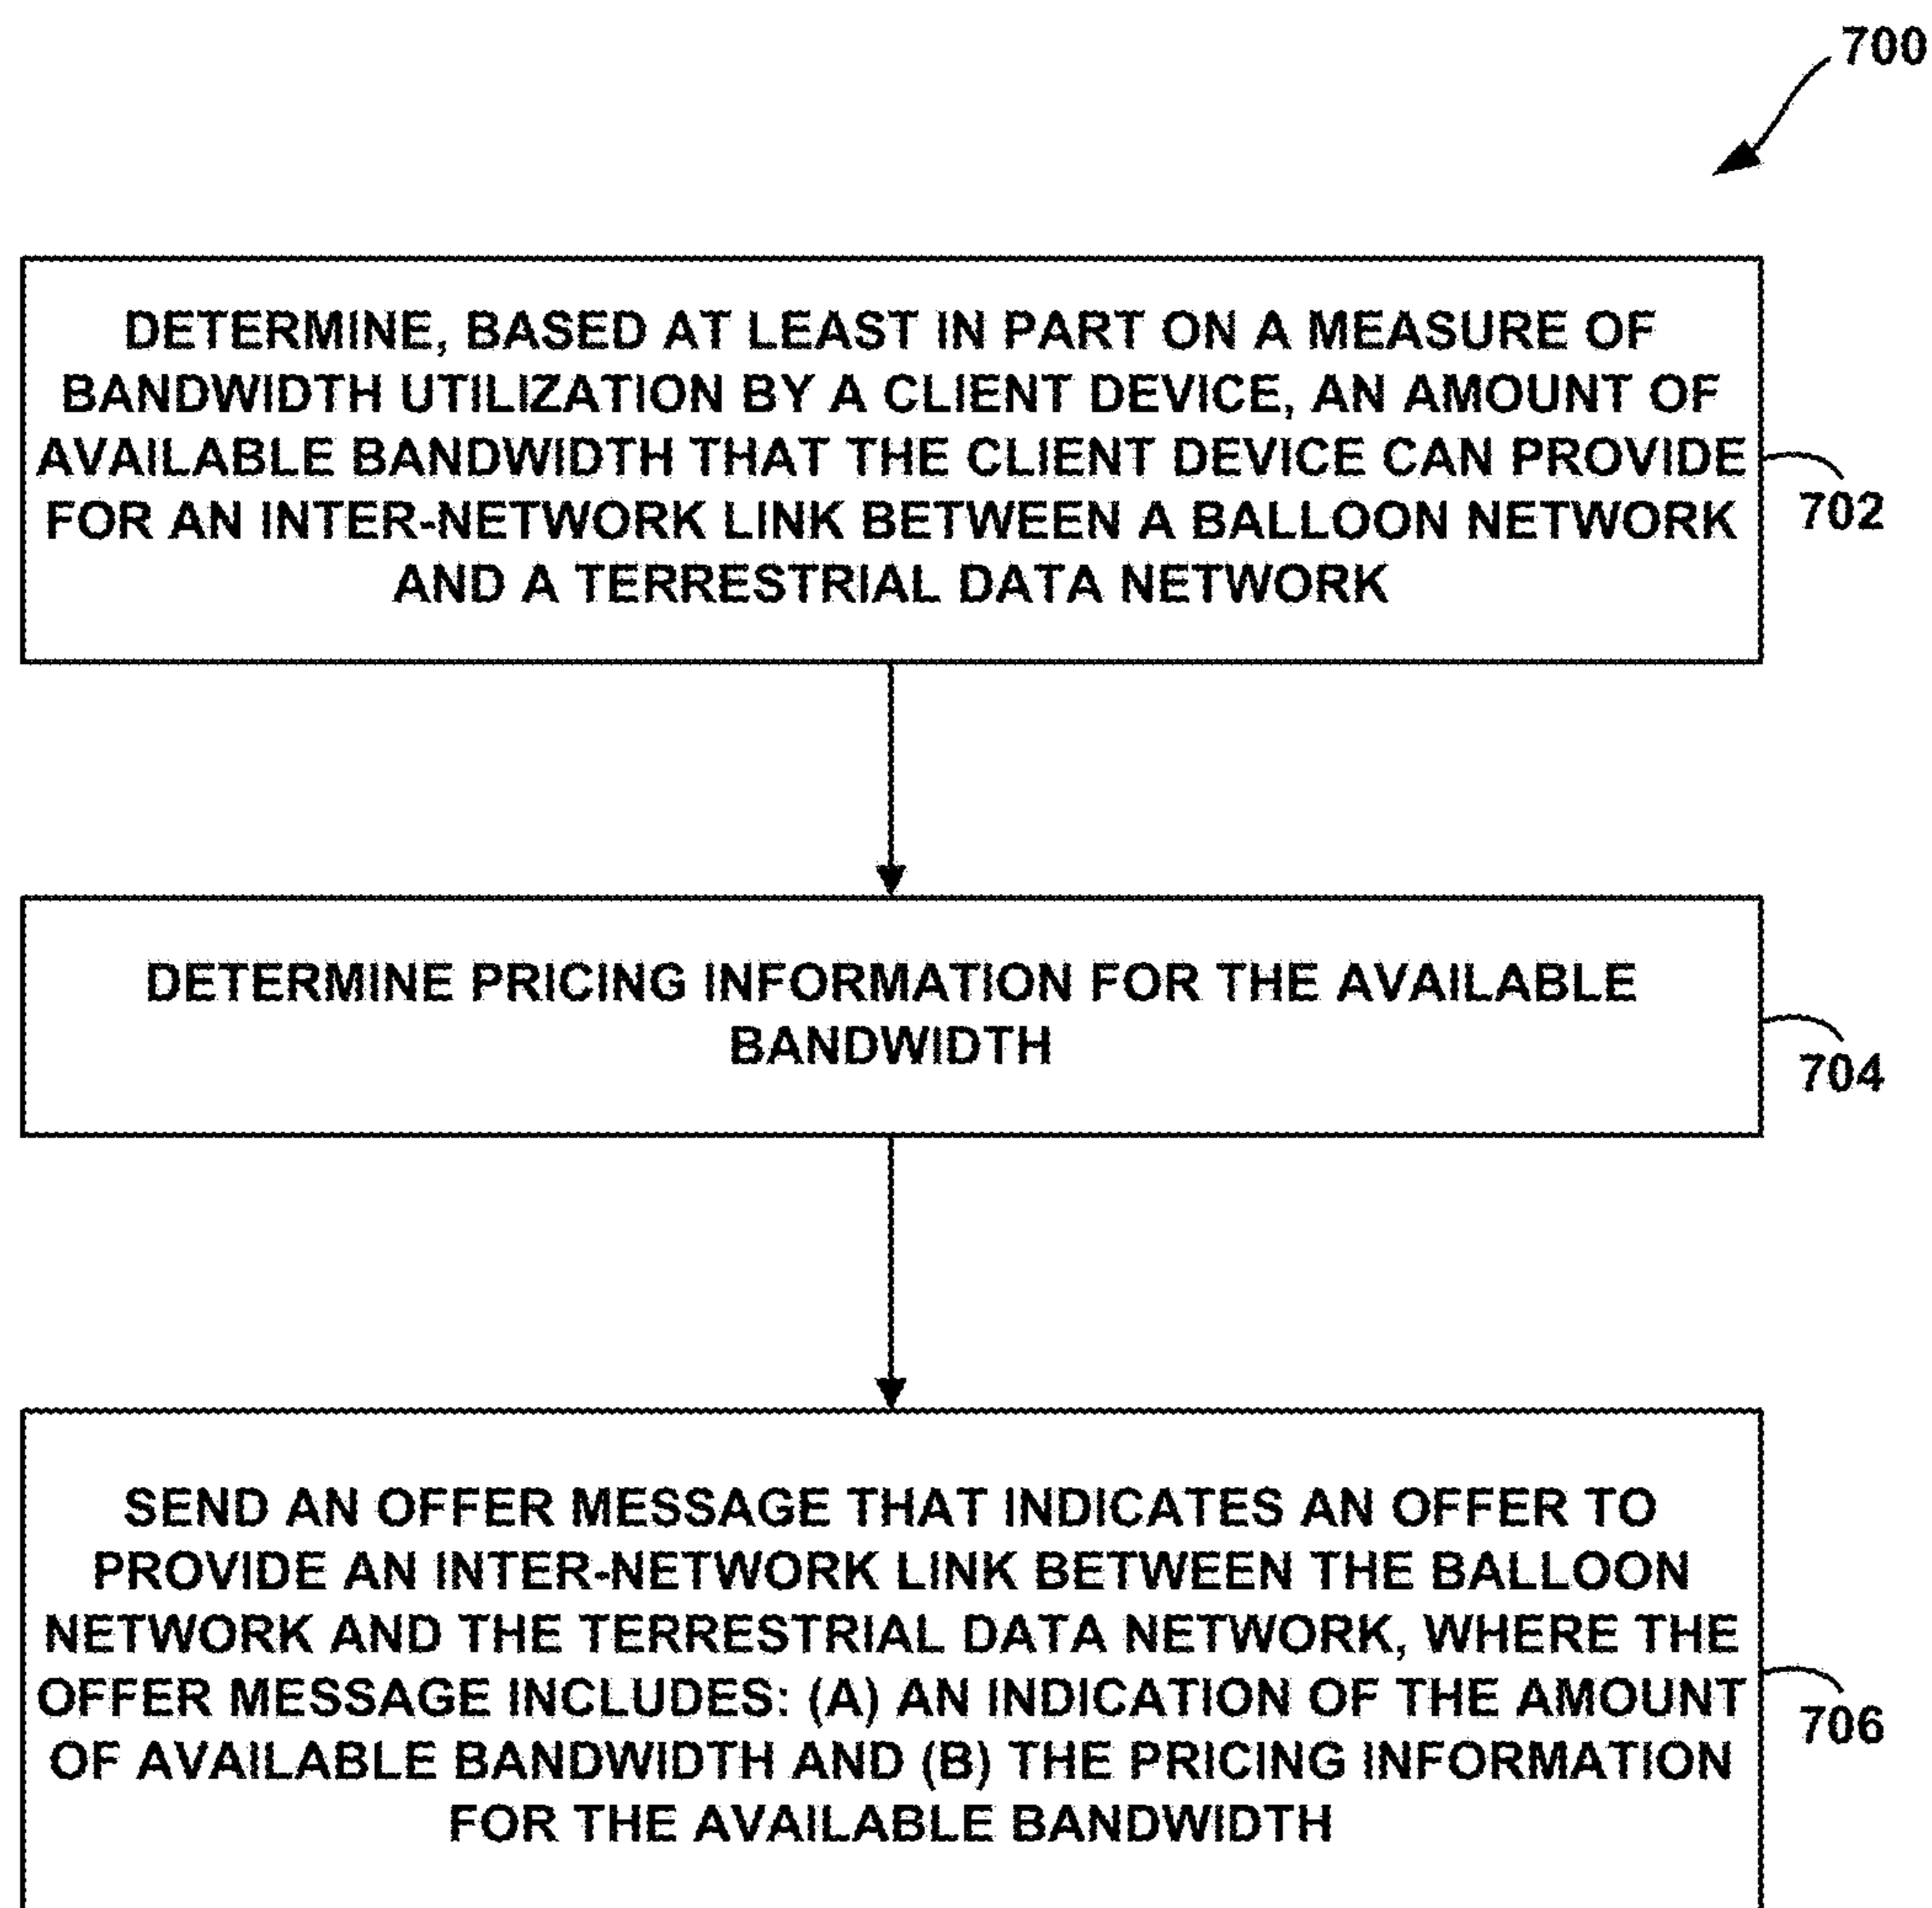 700
DETERMINE, BASED AT LEAST IN PART ON A MEASURE OF
BANDWIDTH UTILIZATION BY A CLIENT DEVICE, AN AMOUNT OF
AVAILABLE BANDWIDTH THAT THE CLIENT DEVICE CAN PROVIDE
FOR AN INTER-NETWORK LINK BETWEEN A BALLOON NETWORK
AND A TERRESTRIAL DATA NETWORK
702
DETERMINE PRICING INFORMATION FOR THE AVAILABLE
BANDWIDTH
704
SEND AN OFFER MESSAGE THAT INDICATES AN OFFER TO
PROVIDE AN INTER-NETWORK LINK BETWEEN THE BALLOON
NETWORK AND THE TERRESTRIAL DATA NETWORK, WHERE THE
OFFER MESSAGE INCLUDES: (A) AN INDICATION OF THE AMOUNT
OF AVAILABLE BANDWIDTH AND (B) THE PRICING INFORMATION
FOR THE AVAILABLE BANDWIDTH
706